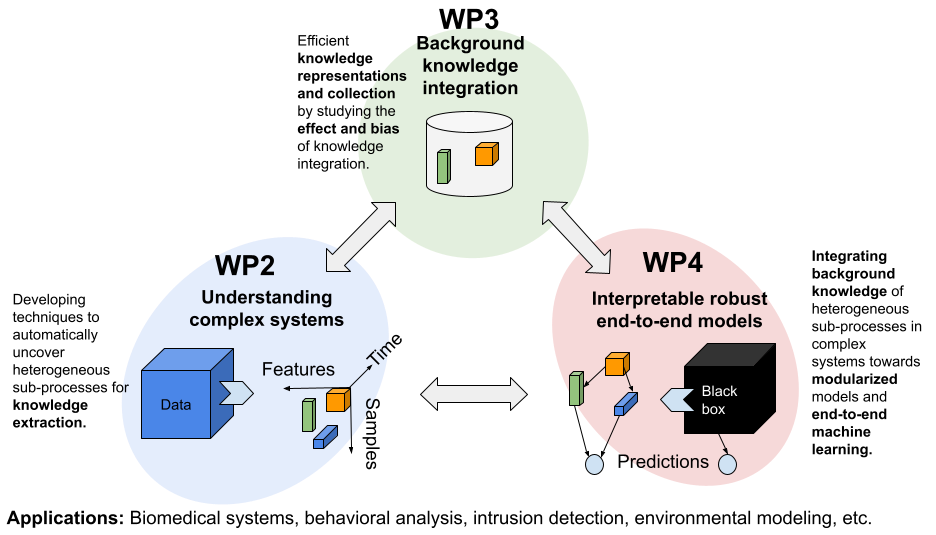 WP3
Background
knowledge
integration
Efficient
knowledge
representations
and collection
by studying the
effect and bias
of knowledge
integration.
WP2
Understanding
complex systems
Developing
techniques to
automatically
uncover
heterogeneous
sub-processes for
knowledge
extraction.
Data
Features
Time
Samples
WP4
Interpretable robust
end-to-end models
Black
box
Predictions
Integrating
background
knowledge of
heterogeneous
sub-processes in
complex
systems towards
modularized
models and
end-to-end
machine
learning.
Applications: Biomedical systems, behavioral analysis, intrusion detection, environmental modeling, etc.